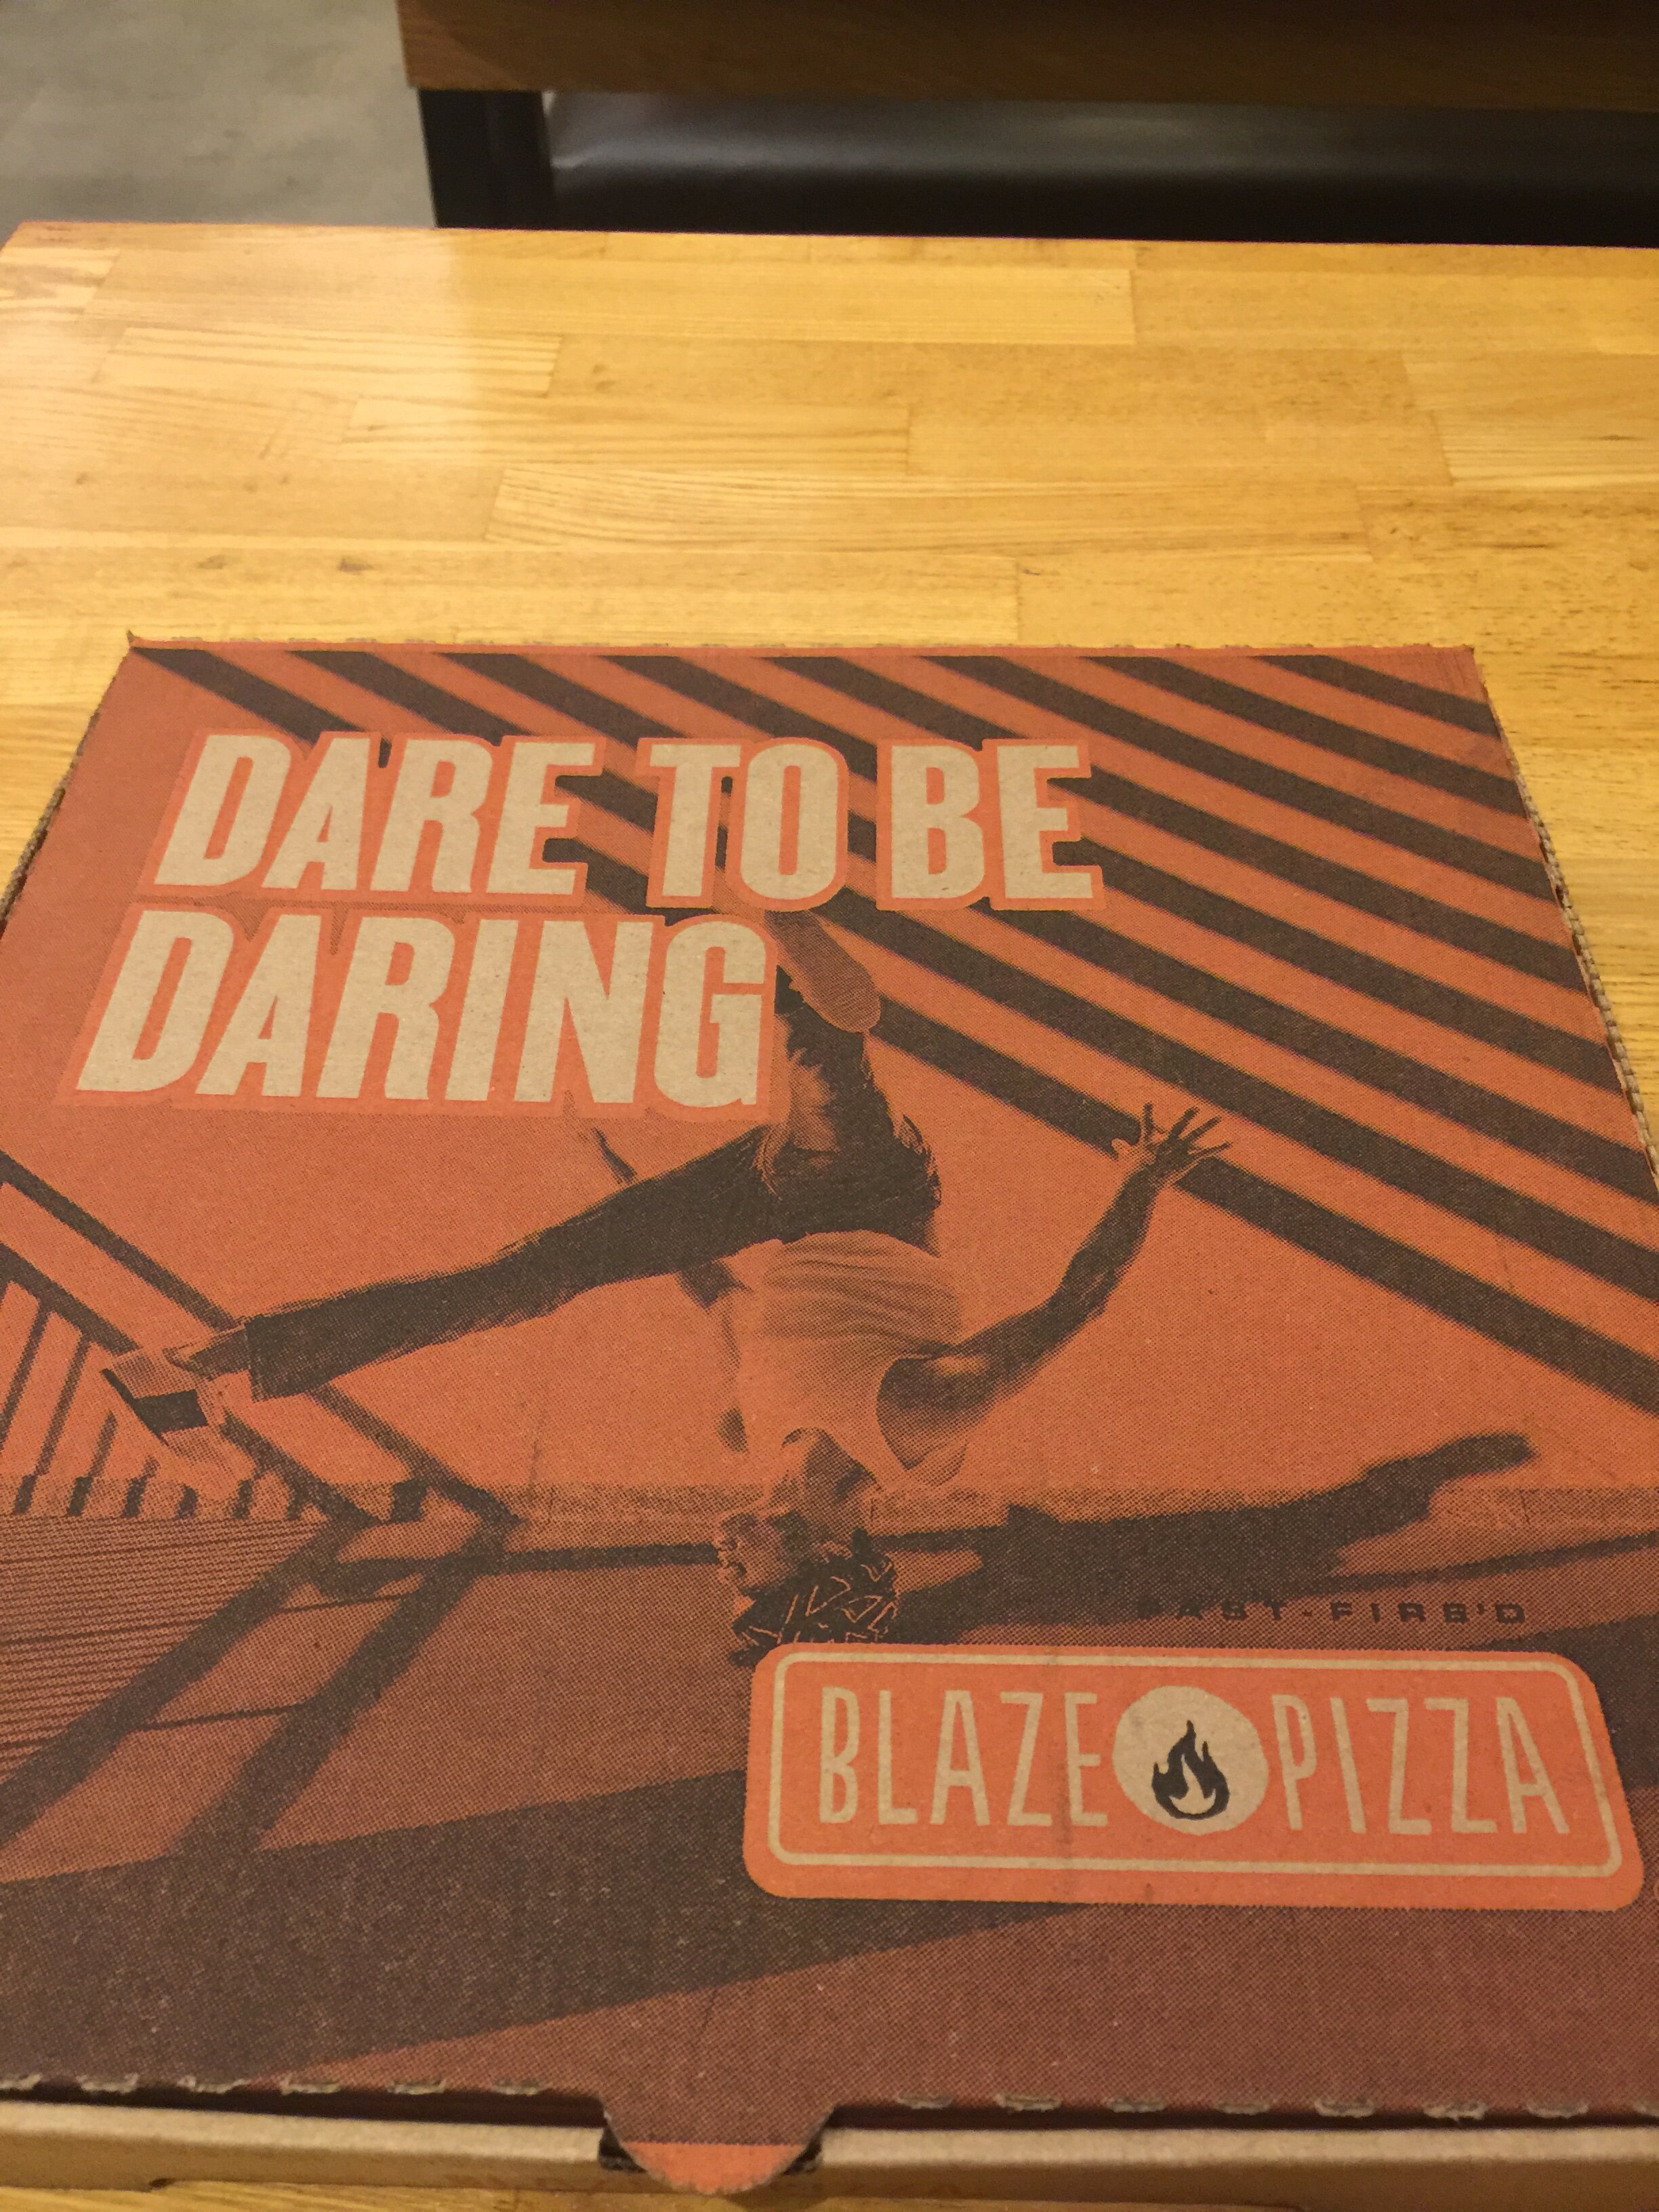 DARE TO BE
DARING
FAST-FIRE'D
BLAZE PIZZA